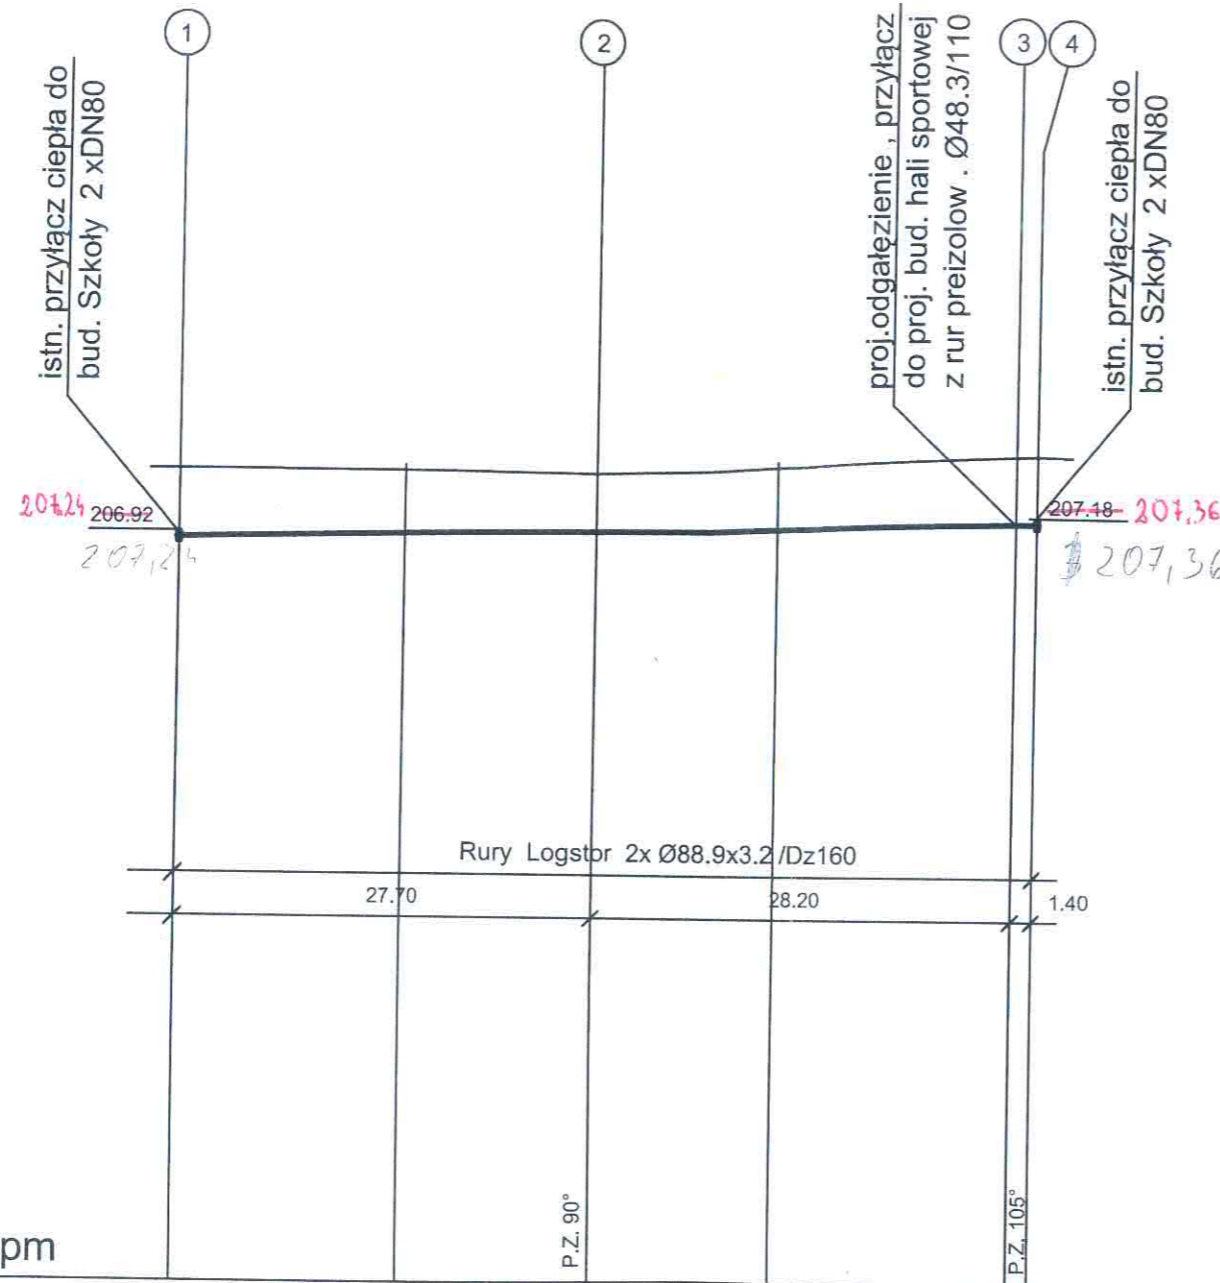 1
2
3
4
istn. przyłącz ciepła do
bud. Szkoły 2 xDN80
proj.odgałęzienie , przyłącz
do proj. bud. hali sportowej
z rur preizolow . Ø48.3/110
istn. przyłącz ciepła do
bud. Szkoły 2 xDN80
207.24 206.92
207,24
207.18 207,36
207,36
Rury Logstor 2x Ø88.9x3.2 /Dz160
27.70
28.20
1.40
P.Z. 90°
P.Z. 105°
pm